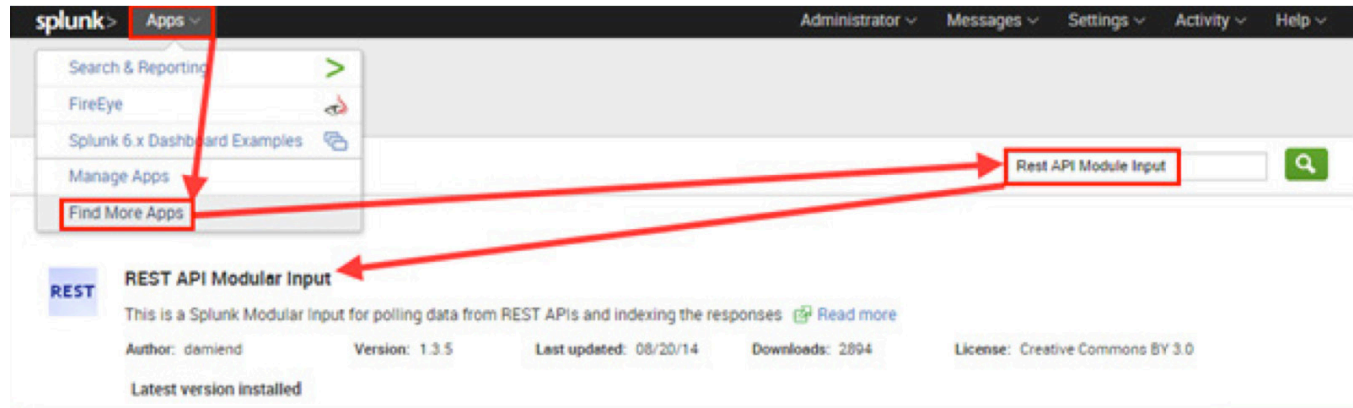 splunk> Apps Administrator Messages Settings Activity Help
Search & Reporting
FireEye
Splunk 6.x Dashboard Examples
Manage Apps
Find More Apps
Rest API Module Input
REST
REST API Modular Input
This is a Splunk Modular Input for polling data from REST APIs and indexing the responses Read more
Author: damiend Version: 1.3.5 Last updated: 08/20/14 Downloads: 2894 License: Creative Commons BY 3.0
Latest version installed